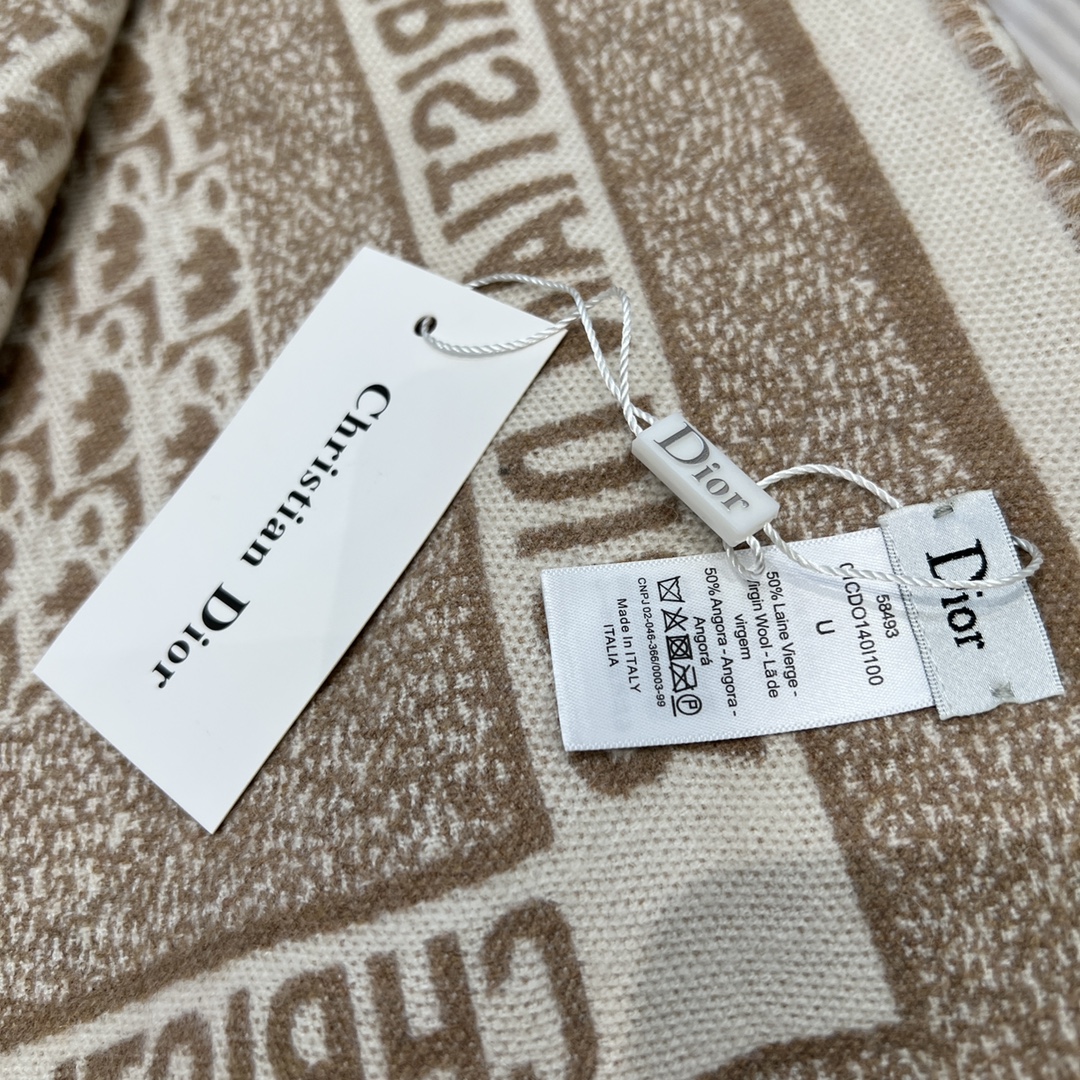 Christian Dior
Dior
Dior
58493
U
50% Laine Vierge -
Virgin Wool - Lã de
virgem
50% Angora - Angora -
Angorá
CNPJ 02-046-366/0003-99
Made In ITALY
ITALIA